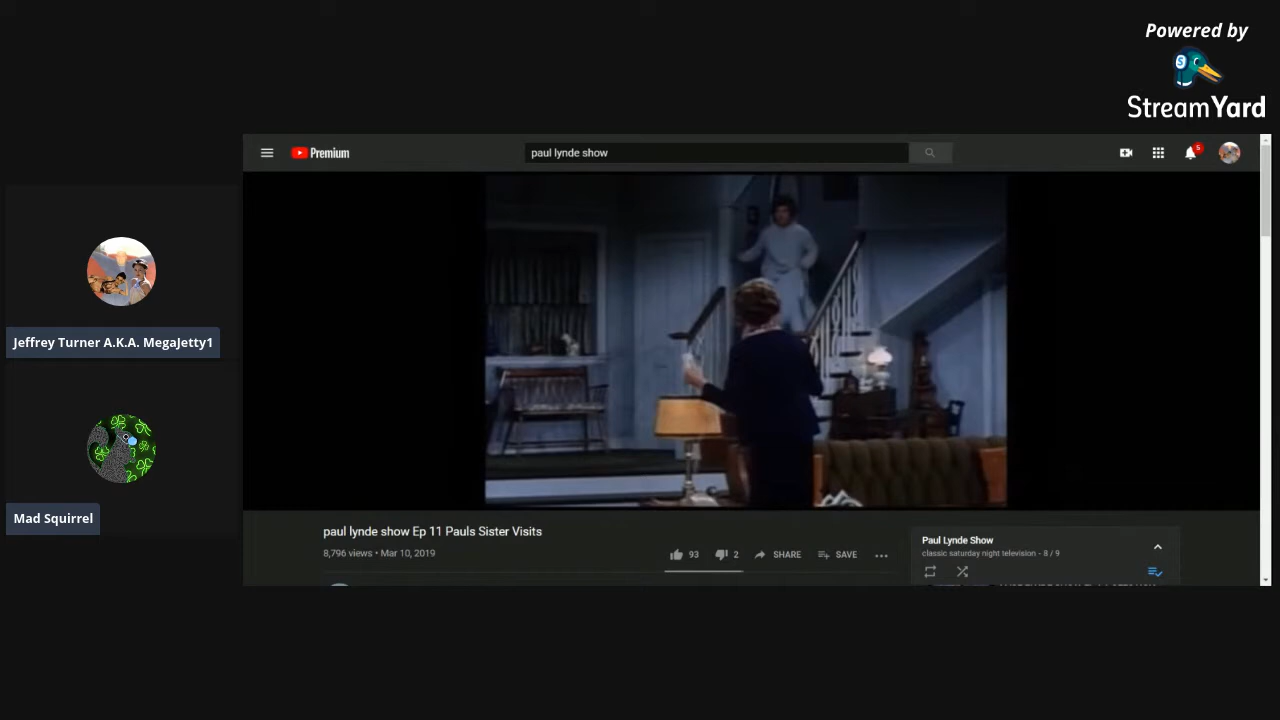 Powered by
StreamYard
Premium
paul lynde show
5
Jeffrey Turner A.K.A. MegaJetty1
Mad Squirrel
paul lynde show Ep 11 Pauls Sister Visits
8,796 views • Mar 10, 2019
93
2
SHARE
SAVE
Paul Lynde Show
classic saturday night television - 8 / 9